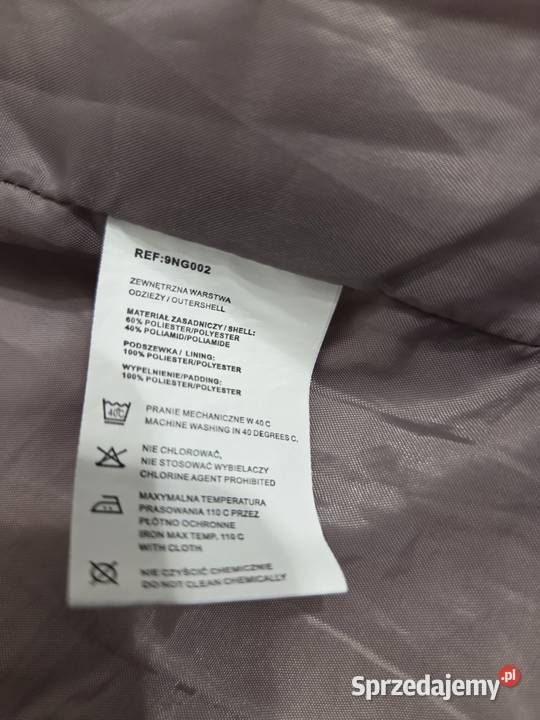 REF:9NG002
ZEWNĘTRZNA WARSTWA
ODZIEŻY / OUTERSHELL
MATERIAŁ ZASADNICZY / SHELL:
60% POLIESTER/POLYESTER
40% POLIAMID/POLIAMIDE
PODSZEWKA / LINING:
100% POLIESTER/POLYESTER
WYPEŁNIENIE/PADDING:
100% POLIESTER/POLYESTER
40°C
PRANIE MECHANICZNE W 40 C
MACHINE WASHING IN 40 DEGREES C.
NIE CHLOROWAĆ,
NIE STOSOWAĆ WYBIELACZY
CHLORINE AGENT PROHIBITED
MAXYMALNA TEMPERATURA
PRASOWANIA 110 C PRZEZ
PŁÓTNO OCHRONNE
IRON MAX TEMP. 110 C
WITH CLOTH
NIE CZYŚCIĆ CHEMICZNIE
DO NOT CLEAN CHEMICALLY
Sprzedajemy.pl